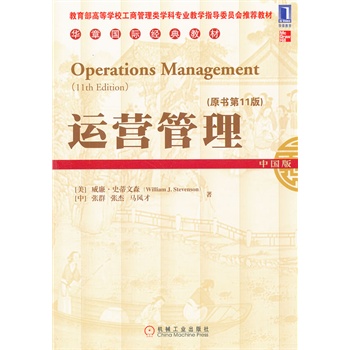 教育部高等学校工商管理类学科专业教学指导委员会推荐教材
华章国际经典教材
Operations Management
(11th Edition)
(原书第11版)
运营管理
中国版
[美] 威廉·史蒂文森 (William J. Stevenson)
[中] 张群 张杰 马风才 著
机械工业出版社
China Machine Press